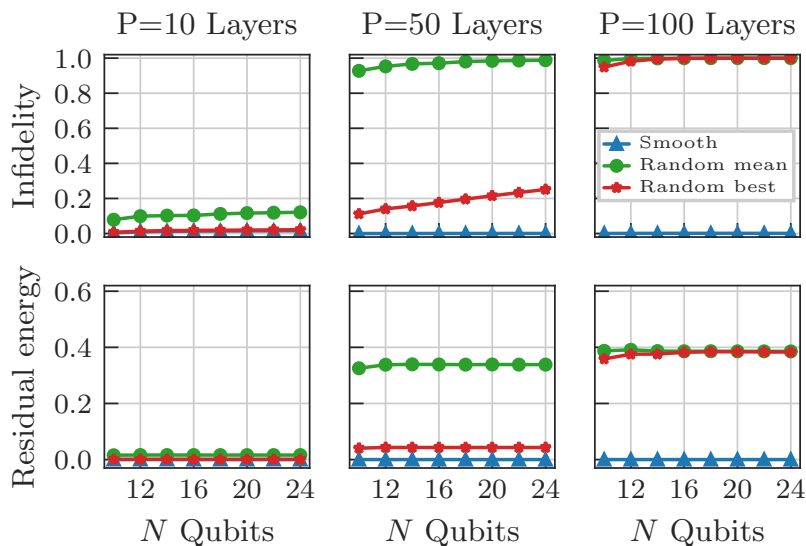 P=10 Layers P=50 Layers P=100 Layers
Infidelity
1.0
0.8
0.6
0.4
0.2
0.0
Smooth
Random mean
Random best
Residual energy
0.6
0.4
0.2
0.0
12 16 20 24 12 16 20 24 12 16 20 24
N Qubits N Qubits N Qubits